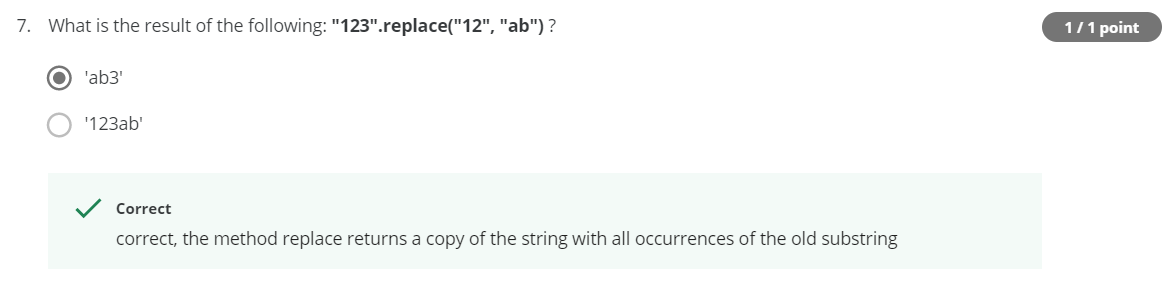 7. What is the result of the following: "123".replace("12", "ab") ?
1 / 1 point
'ab3'
'123ab'
Correct
correct, the method replace returns a copy of the string with all occurrences of the old substring